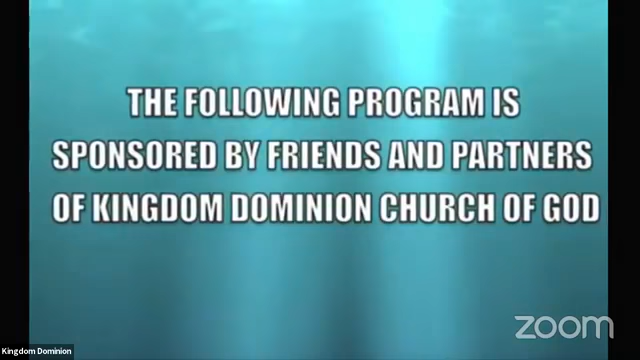 THE FOLLOWING PROGRAM IS
SPONSORED BY FRIENDS AND PARTNERS
OF KINGDOM DOMINION CHURCH OF GOD
zoom
Kingdom Dominion